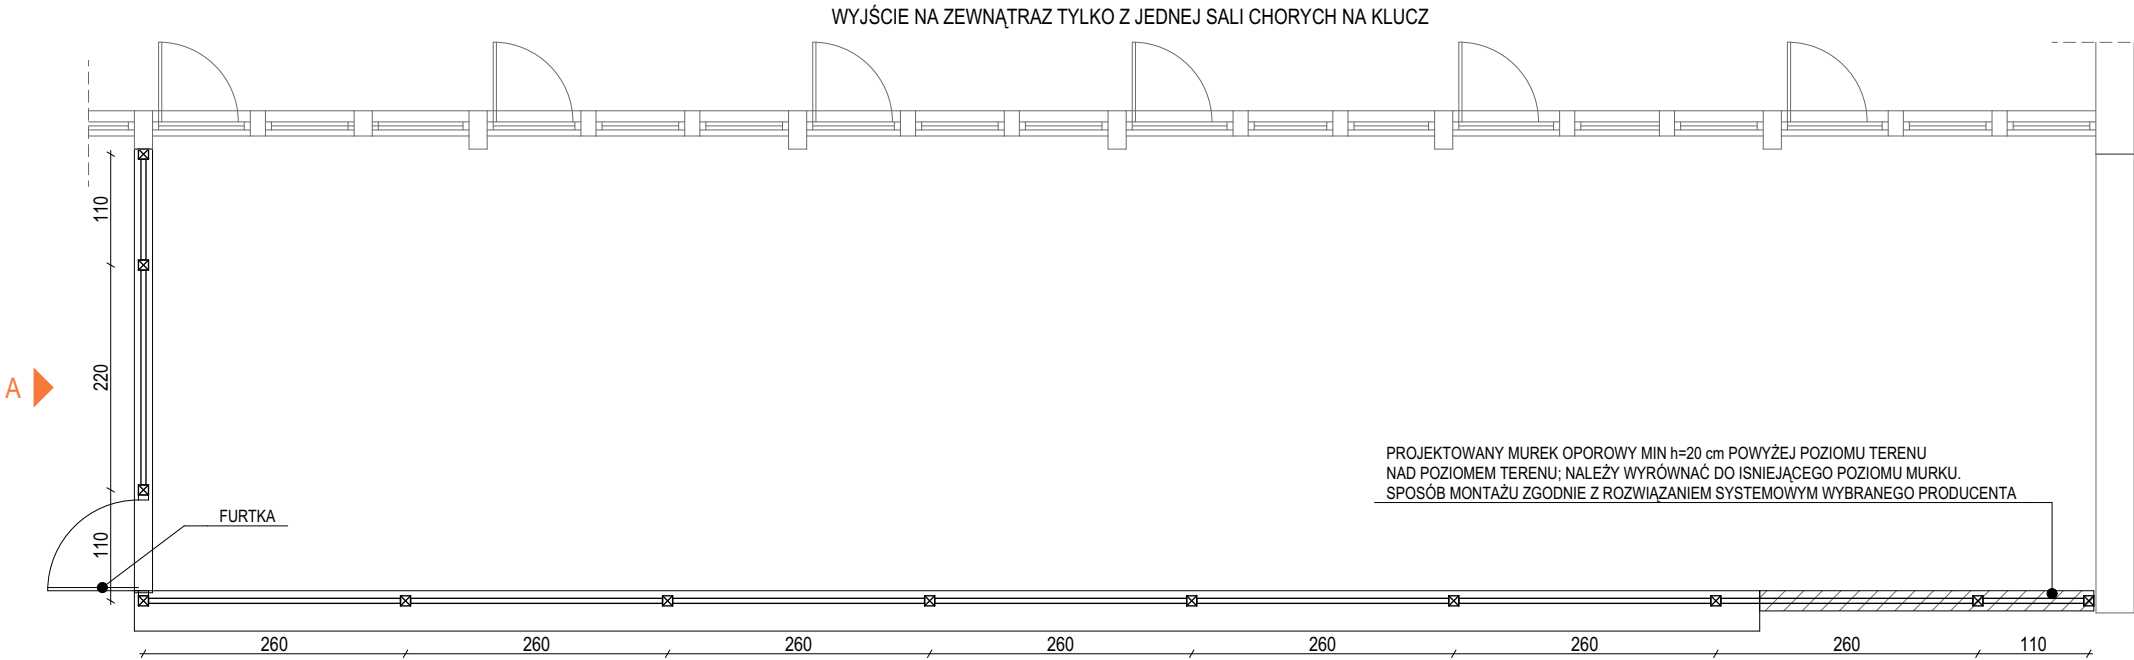 WYJŚCIE NA ZEWNĄTRAZ TYLKO Z JEDNEJ SALI CHORYCH NA KLUCZ
110
220
A
110
FURTKA
PROJEKTOWANY MUREK OPOROWY MIN h=20 cm POWYŻEJ POZIOMU TERENU
NAD POZIOMEM TERENU; NALEŻY WYRÓWNAĆ DO ISNIEJĄCEGO POZIOMU MURKU.
SPOSÓB MONTAŻU ZGODNIE Z ROZWIĄZANIEM SYSTEMOWYM WYBRANEGO PRODUCENTA
260 260 260 260 260 260 260 110